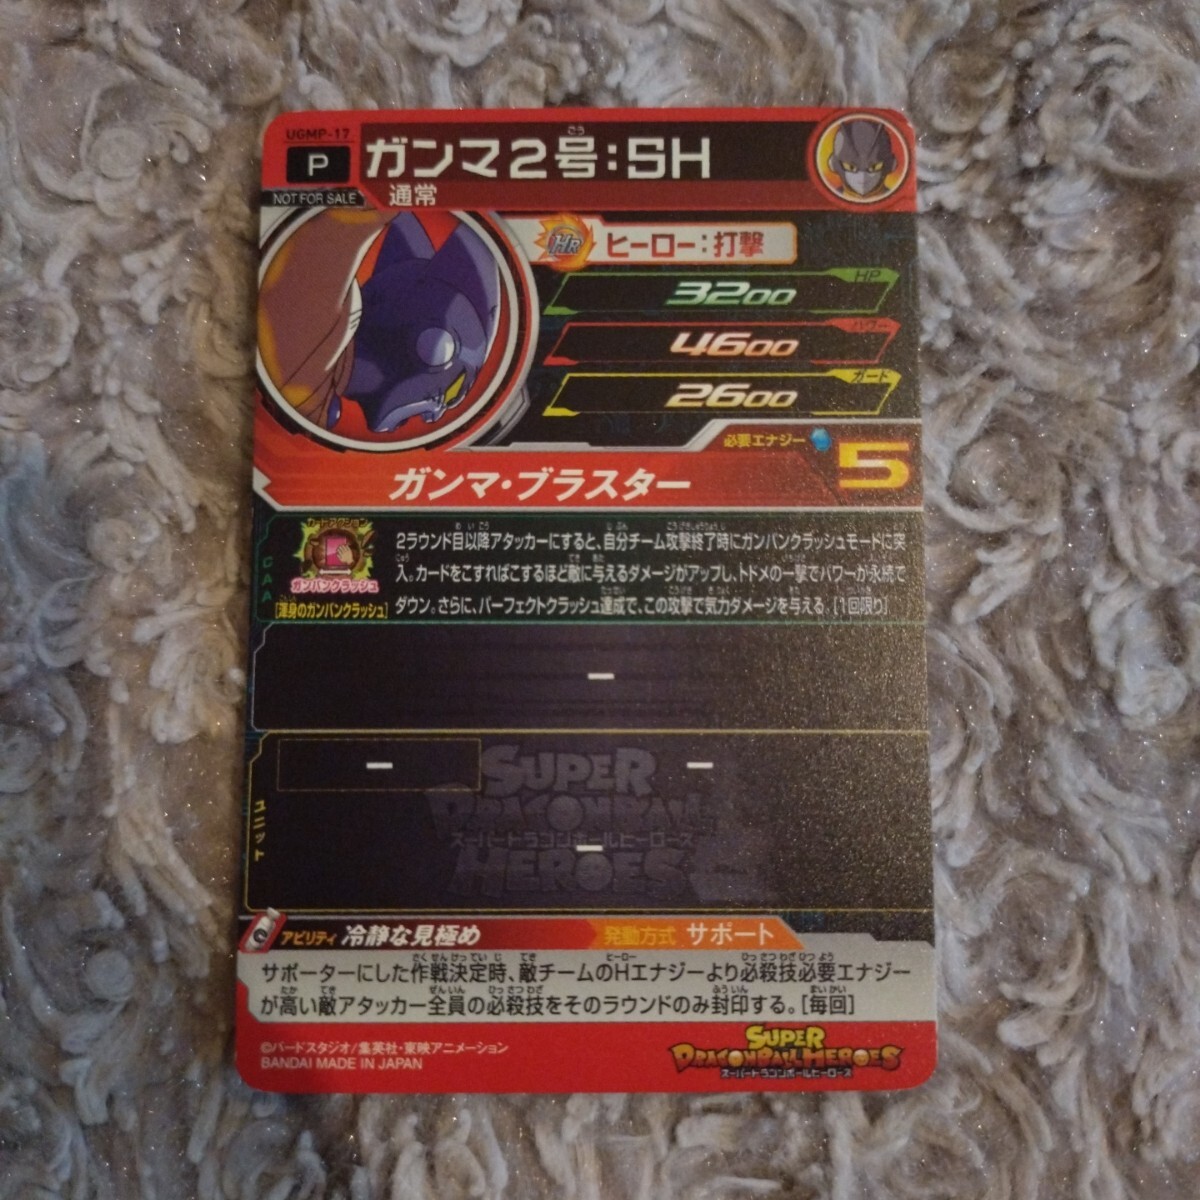 UGMP-17
P
ガンマ2号:SH
NOT FOR SALE
通常
HR ヒーロー:打撃
HP
3200
パワー
4600
ガード
2600
必要エナジー 5
ガンマ・ブラスター
CAA
カードアクション
ガンバンクラッシュ
[渾身のガンバンクラッシュ]
2ラウンド目以降アタッカーにすると、自分チーム攻撃終了時にガンバンクラッシュモードに突
入。カードをこすればこするほど敵に与えるダメージがアップし、トドメの一撃でパワーが永続で
ダウン。さらに、パーフェクトクラッシュ達成で、この攻撃で気力ダメージを与える。[1回限り]
ー
ユニット
ー ー
ー
SUPER
DRAGONBALL
スーパードラゴンボールヒーローズ
HEROES
アビリティ 冷静な見極め 発動方式 サポート
サポーターにした作戦決定時、敵チームのHエナジーより必殺技必要エナジー
が高い敵アタッカー全員の必殺技をそのラウンドのみ封印する。[毎回]
©バードスタジオ/集英社・東映アニメーション
BANDAI MADE IN JAPAN
SUPER
DRAGONBALL HEROES
スーパードラゴンボールヒーローズ